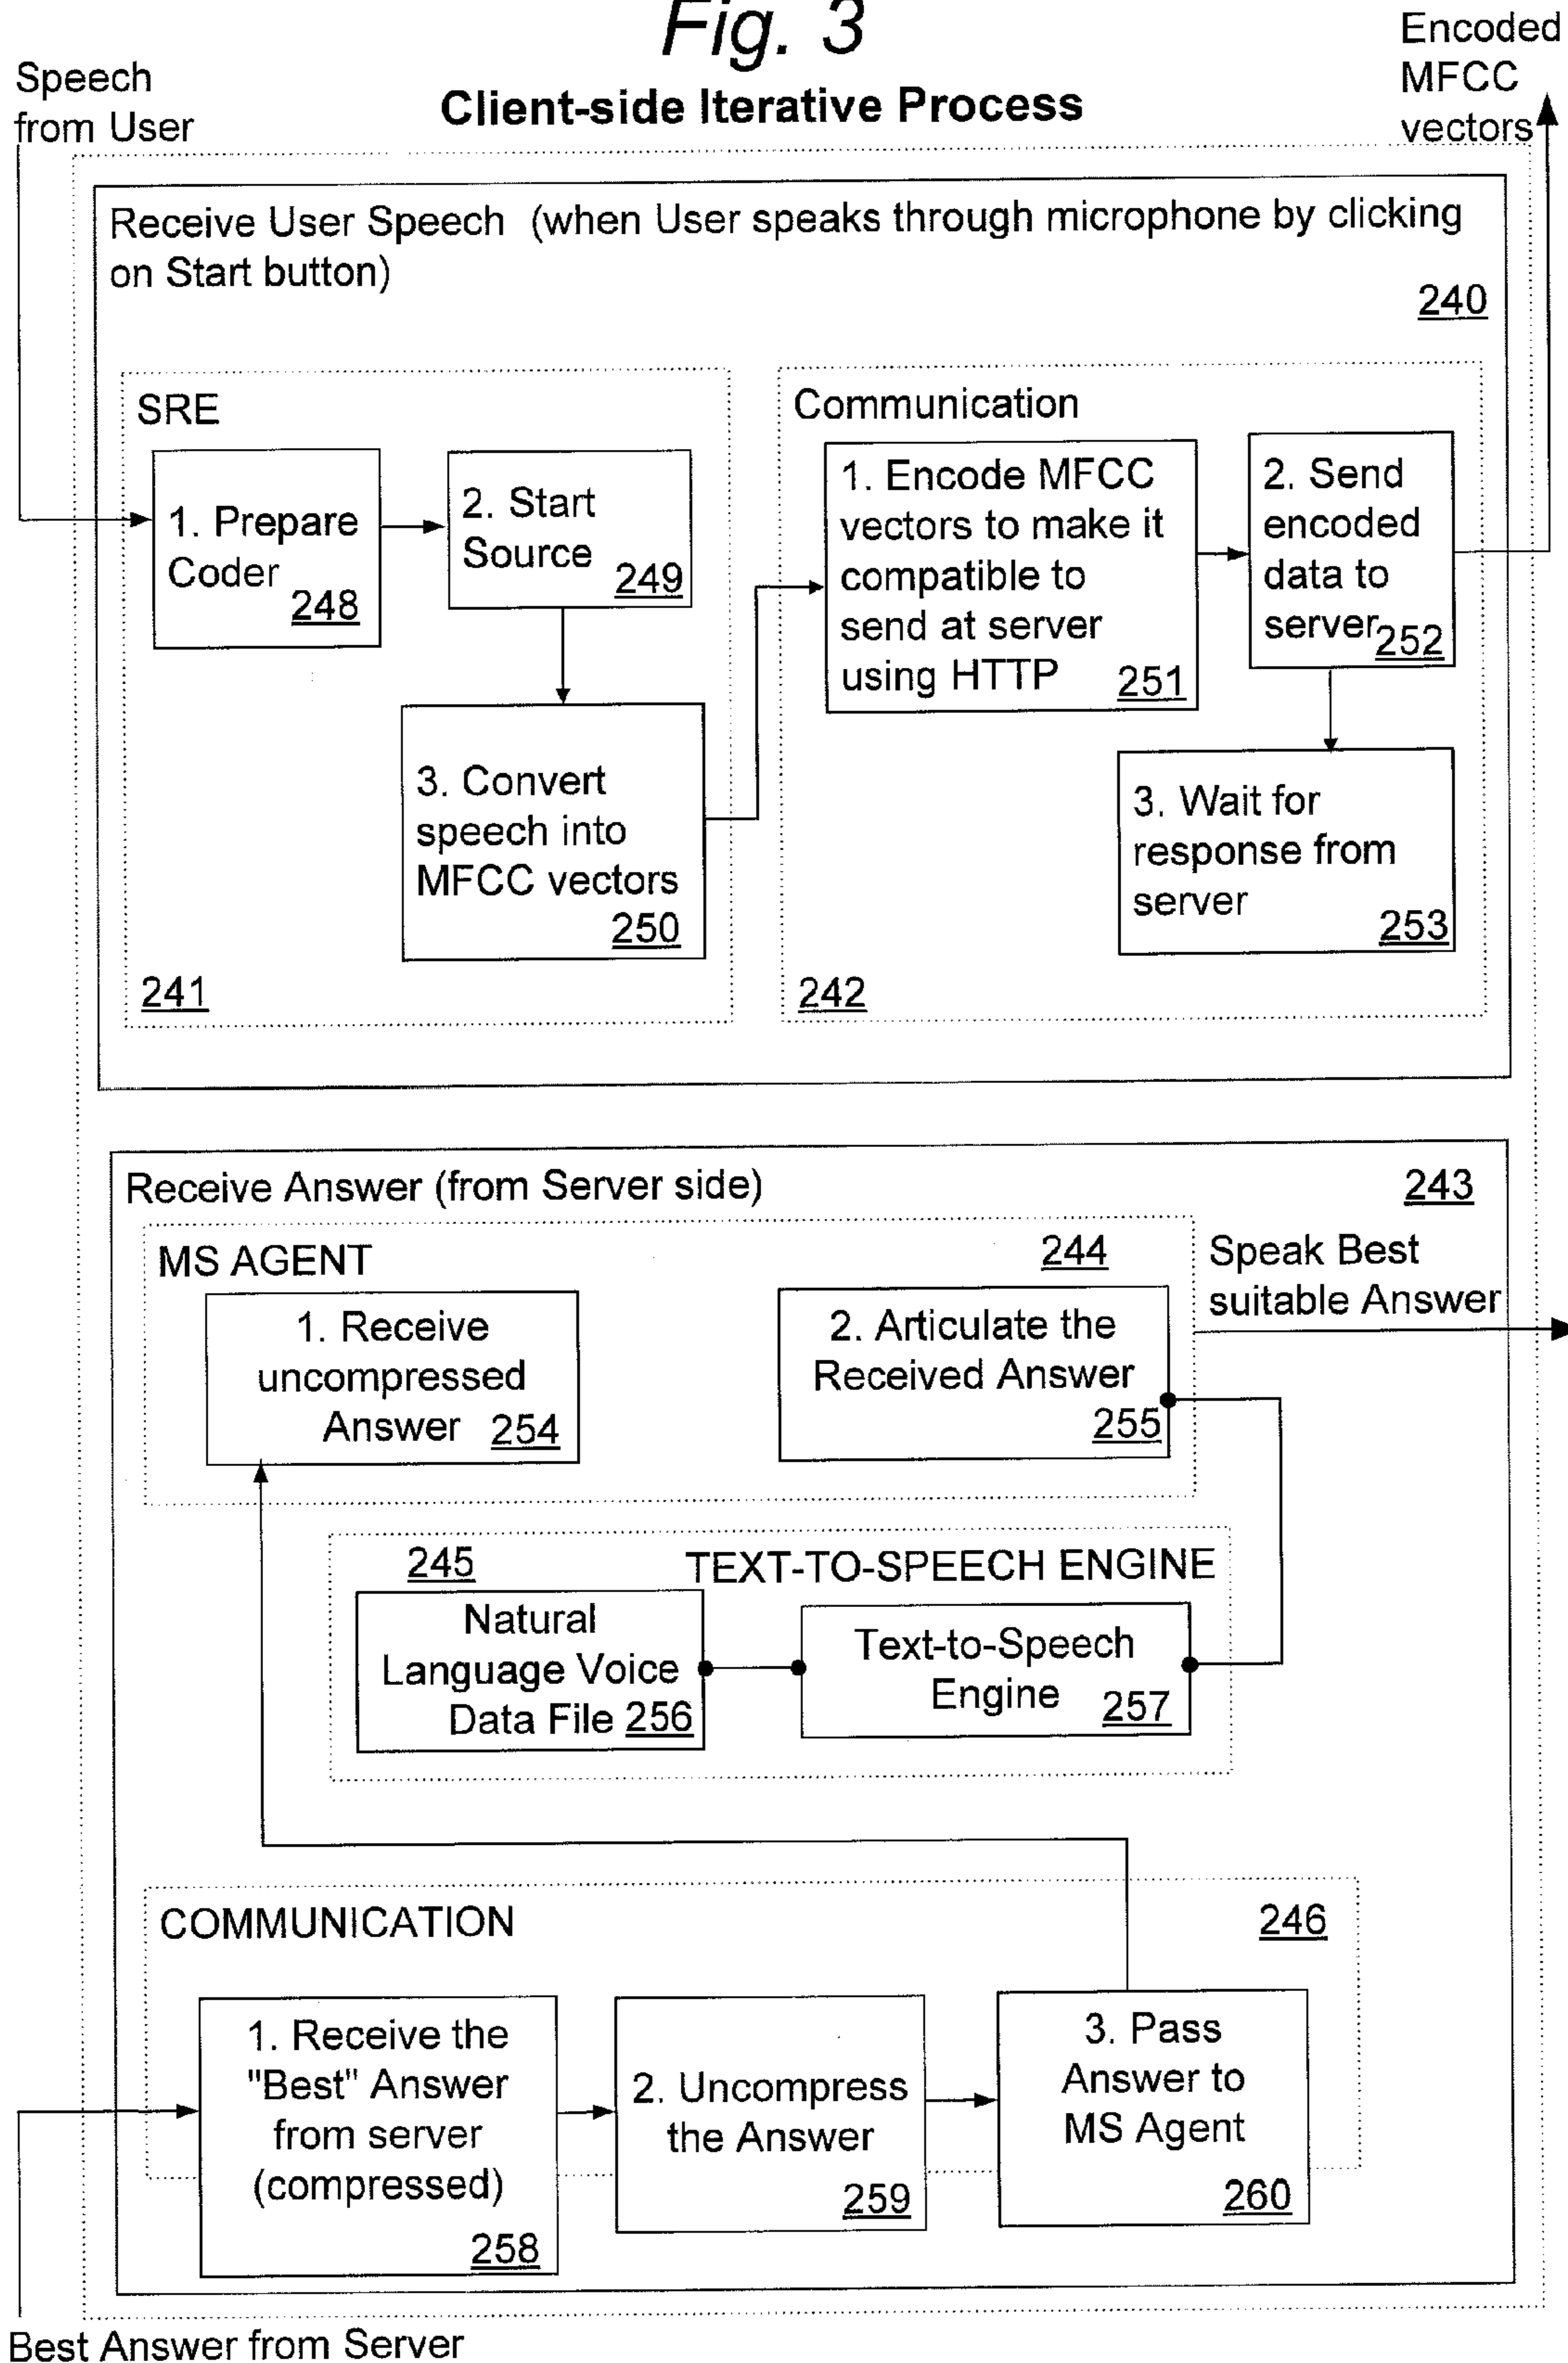 Fig. 3
Client-side Iterative Process
Speech
from User
Encoded
MFCC
vectors
Receive User Speech (when User speaks through microphone by clicking
on Start button)
240
SRE
1. Prepare
Coder
248
2. Start
Source
249
3. Convert
speech into
MFCC vectors
250
241
Communication
1. Encode MFCC
vectors to make it
compatible to
send at server
using HTTP
251
2. Send
encoded
data to
server
252
3. Wait for
response from
server
253
242
Receive Answer (from Server side)
243
MS AGENT
244
1. Receive
uncompressed
Answer 254
2. Articulate the
Received Answer
255
Speak Best
suitable Answer
245
TEXT-TO-SPEECH ENGINE
Natural
Language Voice
Data File 256
Text-to-Speech
Engine
257
COMMUNICATION
246
1. Receive the
"Best" Answer
from server
(compressed)
258
2. Uncompress
the Answer
259
3. Pass
Answer to
MS Agent
260
Best Answer from Server